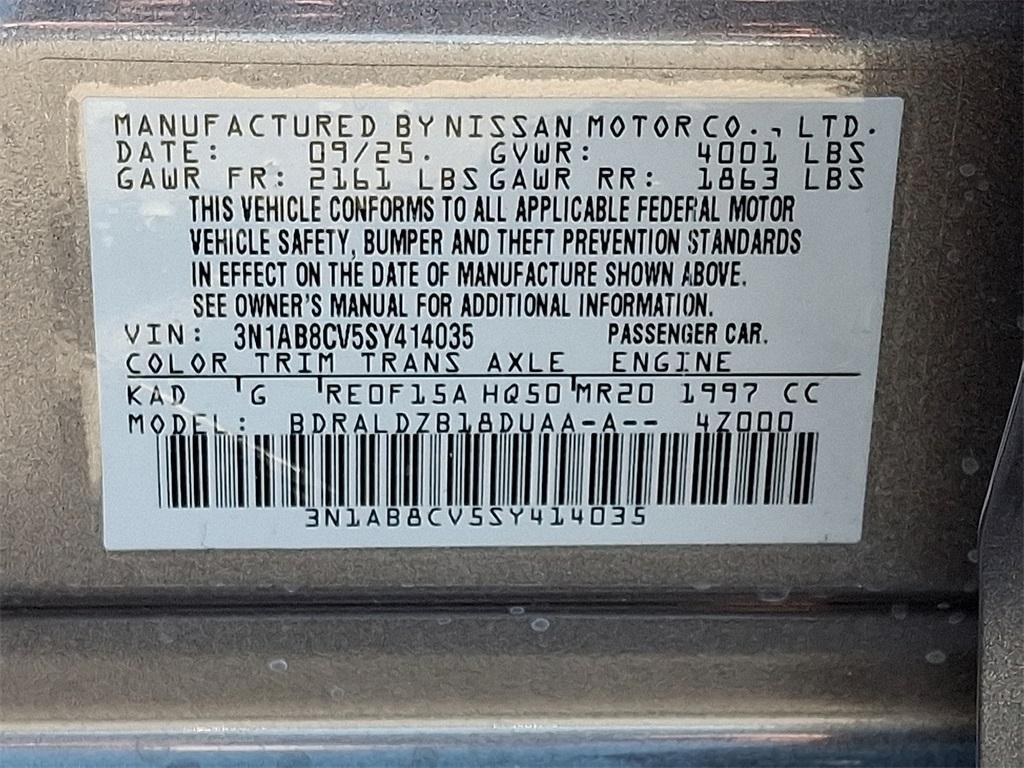 MANUFACTURED BY NISSAN MOTOR CO., LTD.
DATE: 09/25. GVWR: 4001 LBS
GAWR FR: 2161 LBS GAWR RR: 1863 LBS
THIS VEHICLE CONFORMS TO ALL APPLICABLE FEDERAL MOTOR
VEHICLE SAFETY, BUMPER AND THEFT PREVENTION STANDARDS
IN EFFECT ON THE DATE OF MANUFACTURE SHOWN ABOVE.
SEE OWNER'S MANUAL FOR ADDITIONAL INFORMATION.
VIN: 3N1AB8CV5SY414035 PASSENGER CAR.
COLOR TRIM TRANS AXLE ENGINE
KAD G RE0F15A HQ50 MR20 1997 CC
MODEL: BDRALDZB18DUAA-A-- 4Z000
3N1AB8CV5SY414035